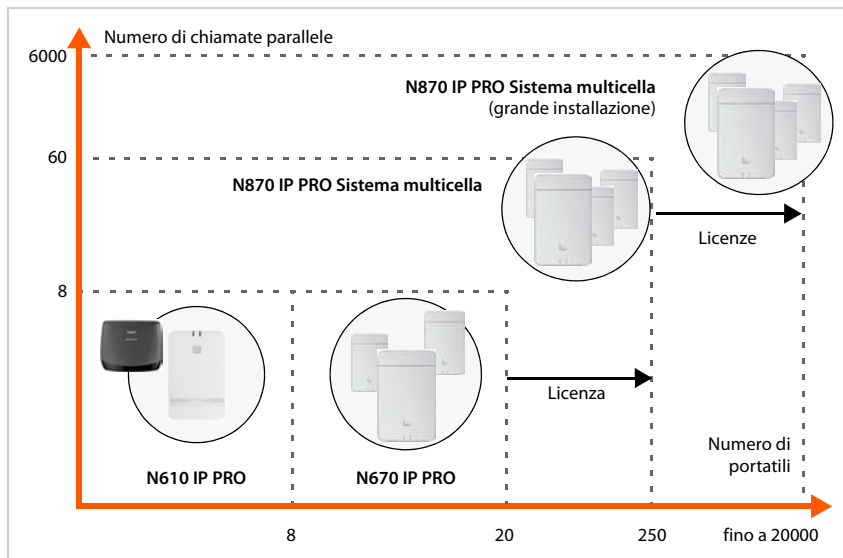 Numero di chiamate parallele
6000
N870 IP PRO Sistema multicella
(grande installazione)
60
N870 IP PRO Sistema multicella
Licenze
8
Licenza
Numero di
portatili
N610 IP PRO
N670 IP PRO
8
20
250
fino a 20000